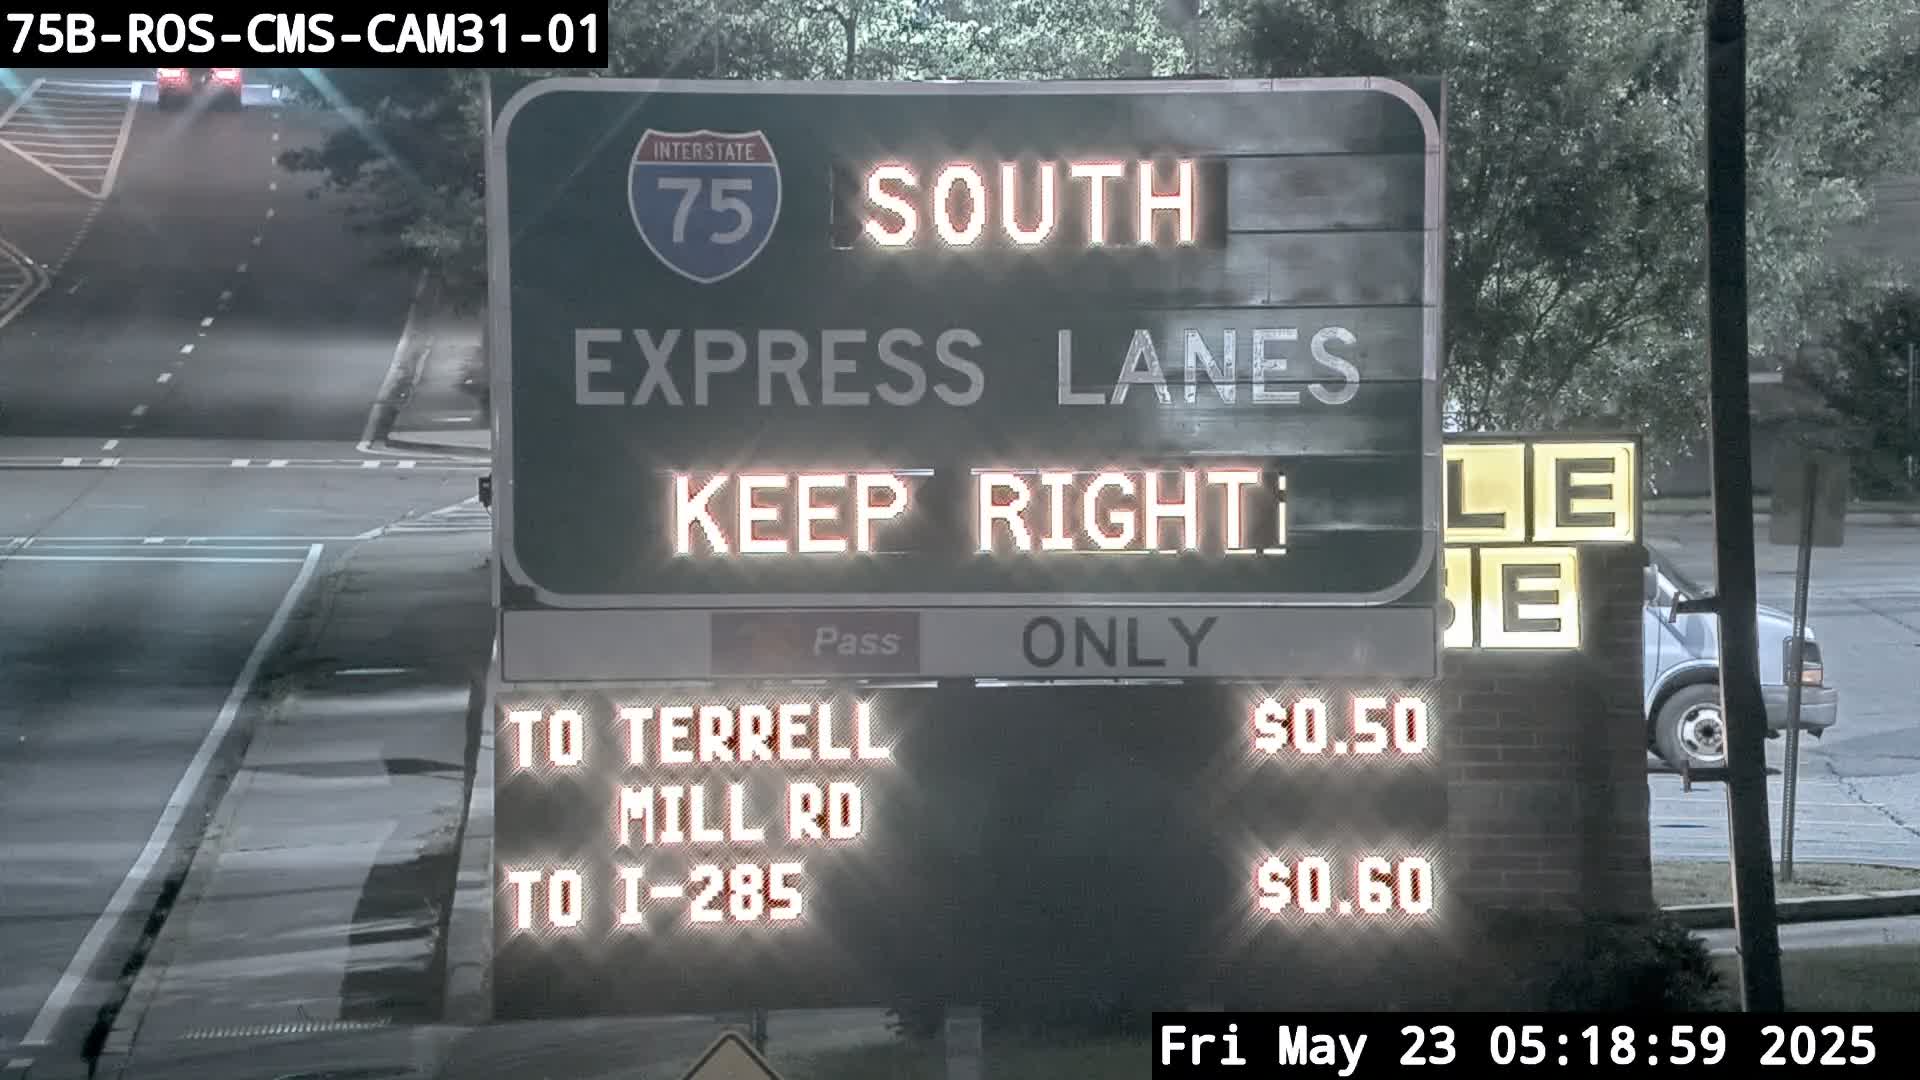 75B-ROS-CMS-CAM31-01
INTERSTATE
75
SOUTH
EXPRESS LANES
KEEP RIGHT
Pass ONLY
TO TERRELL $0.50
MILL RD
TO I-285 $0.60
LE
E
Fri May 23 05:18:59 2025